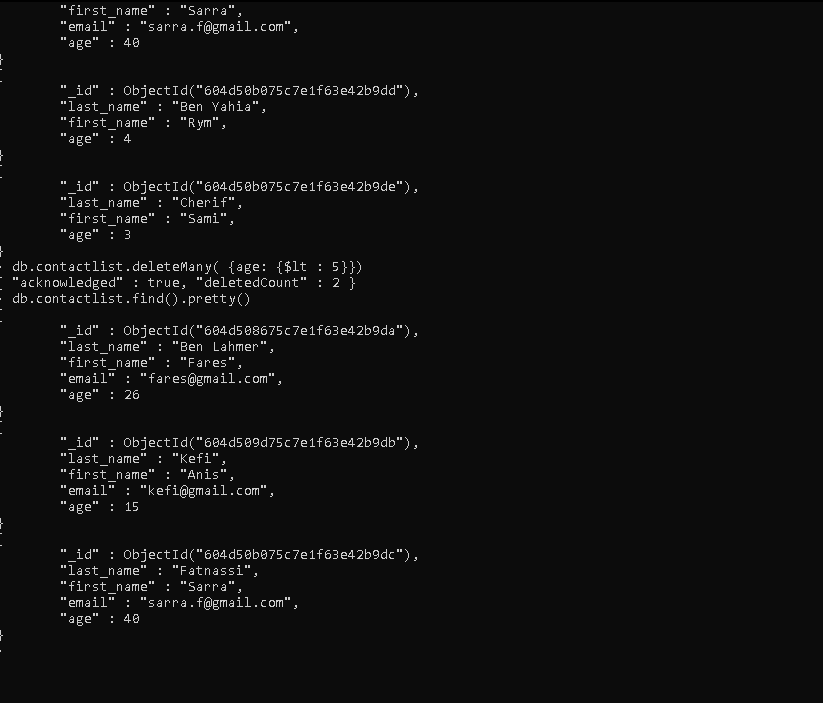 "first_name" : "Sarra",
"email" : "sarra.f@gmail.com",
"age" : 40
}
{
"_id" : ObjectId("604d50b075c7e1f63e42b9dd"),
"last_name" : "Ben Yahia",
"first_name" : "Rym",
"age" : 4
}
{
"_id" : ObjectId("604d50b075c7e1f63e42b9de"),
"last_name" : "Cherif",
"first_name" : "Sami",
"age" : 3
}
> db.contactlist.deleteMany( {age: {$lt : 5}})
{ "acknowledged" : true, "deletedCount" : 2 }
> db.contactlist.find().pretty()
{
"_id" : ObjectId("604d508675c7e1f63e42b9da"),
"last_name" : "Ben Lahmer",
"first_name" : "Fares",
"email" : "fares@gmail.com",
"age" : 26
}
{
"_id" : ObjectId("604d509d75c7e1f63e42b9db"),
"last_name" : "Kefi",
"first_name" : "Anis",
"email" : "kefi@gmail.com",
"age" : 15
}
{
"_id" : ObjectId("604d50b075c7e1f63e42b9dc"),
"last_name" : "Fatnassi",
"first_name" : "Sarra",
"email" : "sarra.f@gmail.com",
"age" : 40
}
>